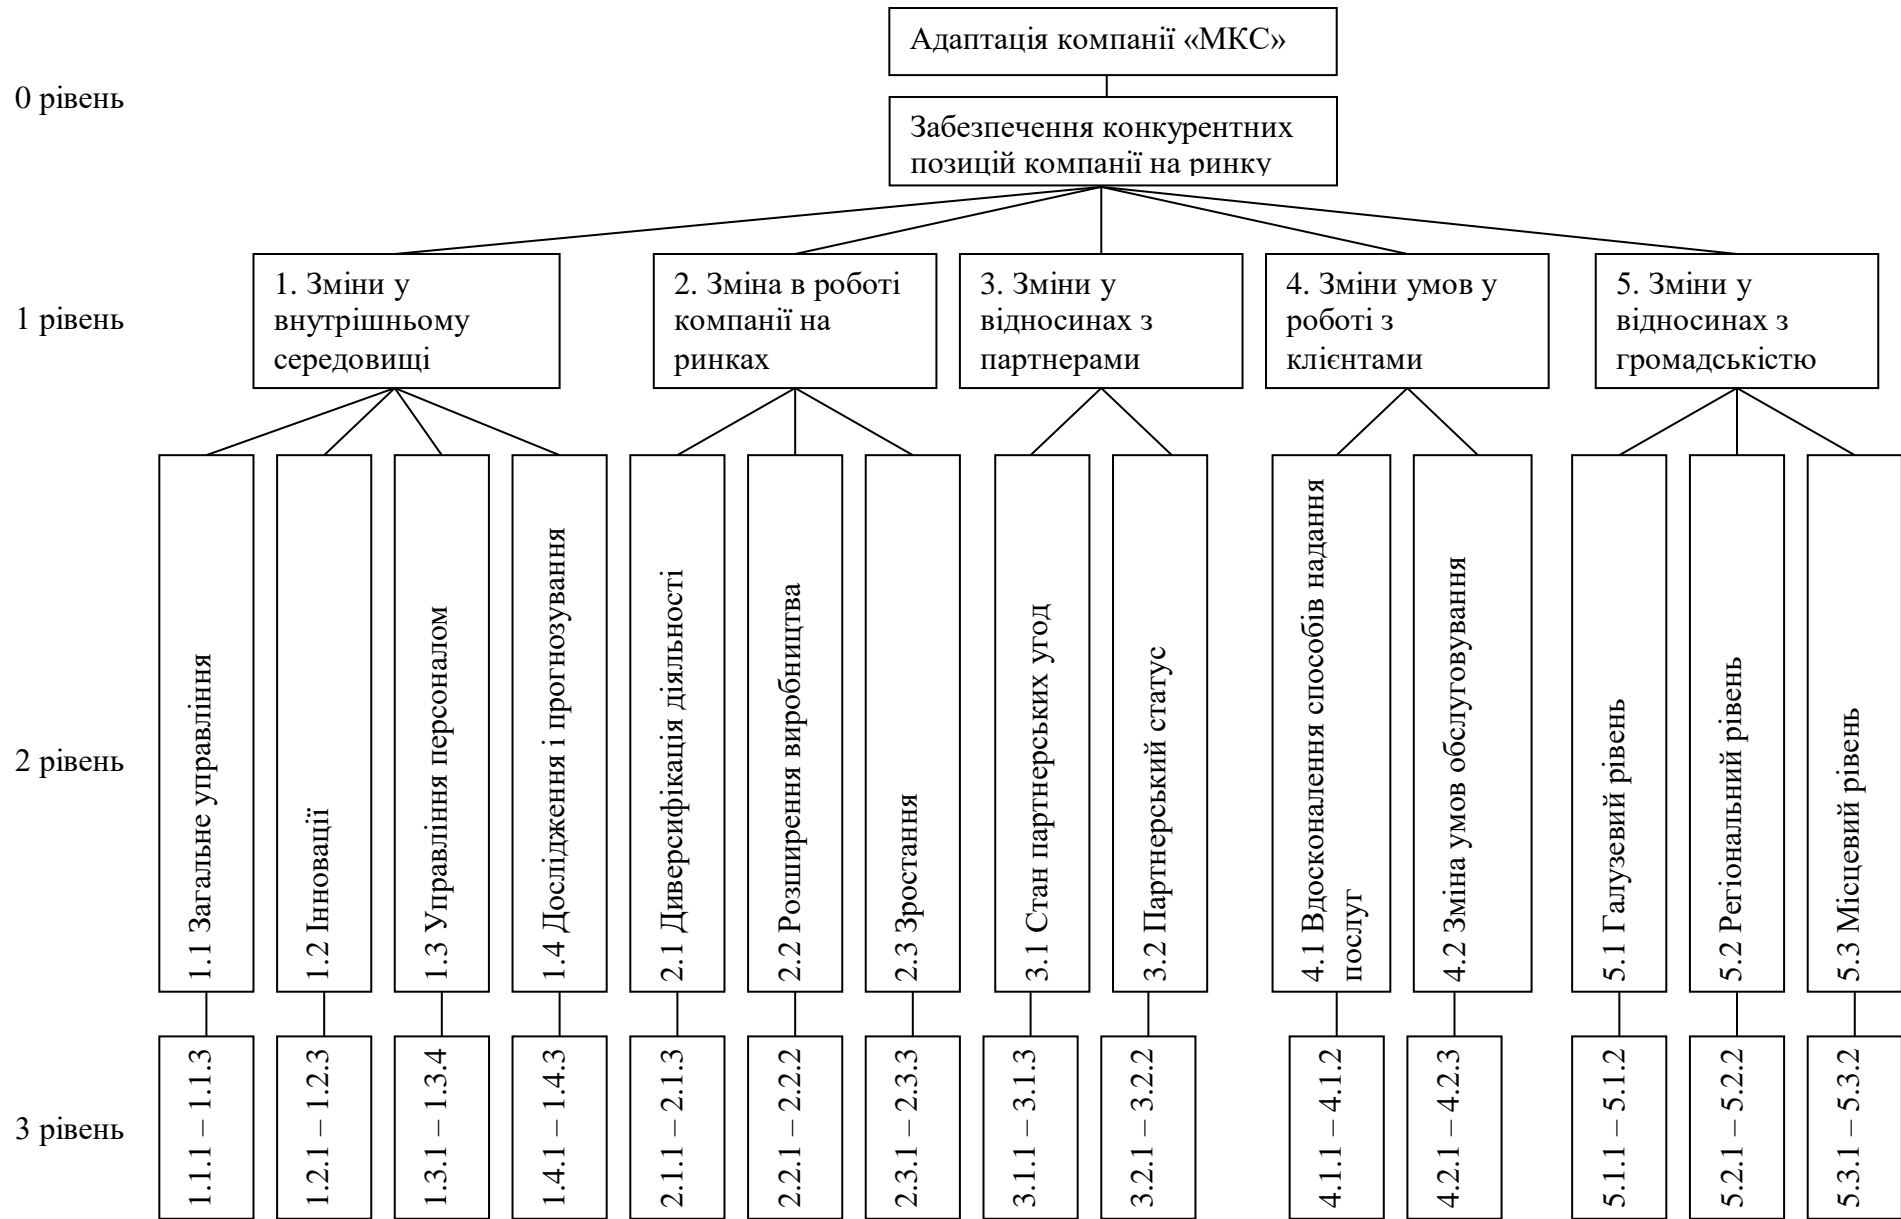 Адаптація компанії «МКС»
0 рівень
Забезпечення конкурентних
позицій компанії на ринку
1 рівень
1. Зміни у
внутрішньому
середовищі
2. Зміна в роботі
компанії на
ринках
3. Зміни у
відносинах з
партнерами
4. Зміни умов у
роботі з
клієнтами
5. Зміни у
відносинах з
громадськістю
2 рівень
1.1 Загальне управління
1.2 Інновації
1.3 Управління персоналом
1.4 Дослідження і прогнозування
2.1 Диверсифікація діяльності
2.2 Розширення виробництва
2.3 Зростання
3.1 Стан партнерських угод
3.2 Партнерський статус
4.1 Вдосконалення способів надання
послуг
4.2 Зміна умов обслуговування
5.1 Галузевий рівень
5.2 Регіональний рівень
5.3 Місцевий рівень
3 рівень
1.1.1 – 1.1.3
1.2.1 – 1.2.3
1.3.1 – 1.3.4
1.4.1 – 1.4.3
2.1.1 – 2.1.3
2.2.1 – 2.2.2
2.3.1 – 2.3.3
3.1.1 – 3.1.3
3.2.1 – 3.2.2
4.1.1 – 4.1.2
4.2.1 – 4.2.3
5.1.1 – 5.1.2
5.2.1 – 5.2.2
5.3.1 – 5.3.2